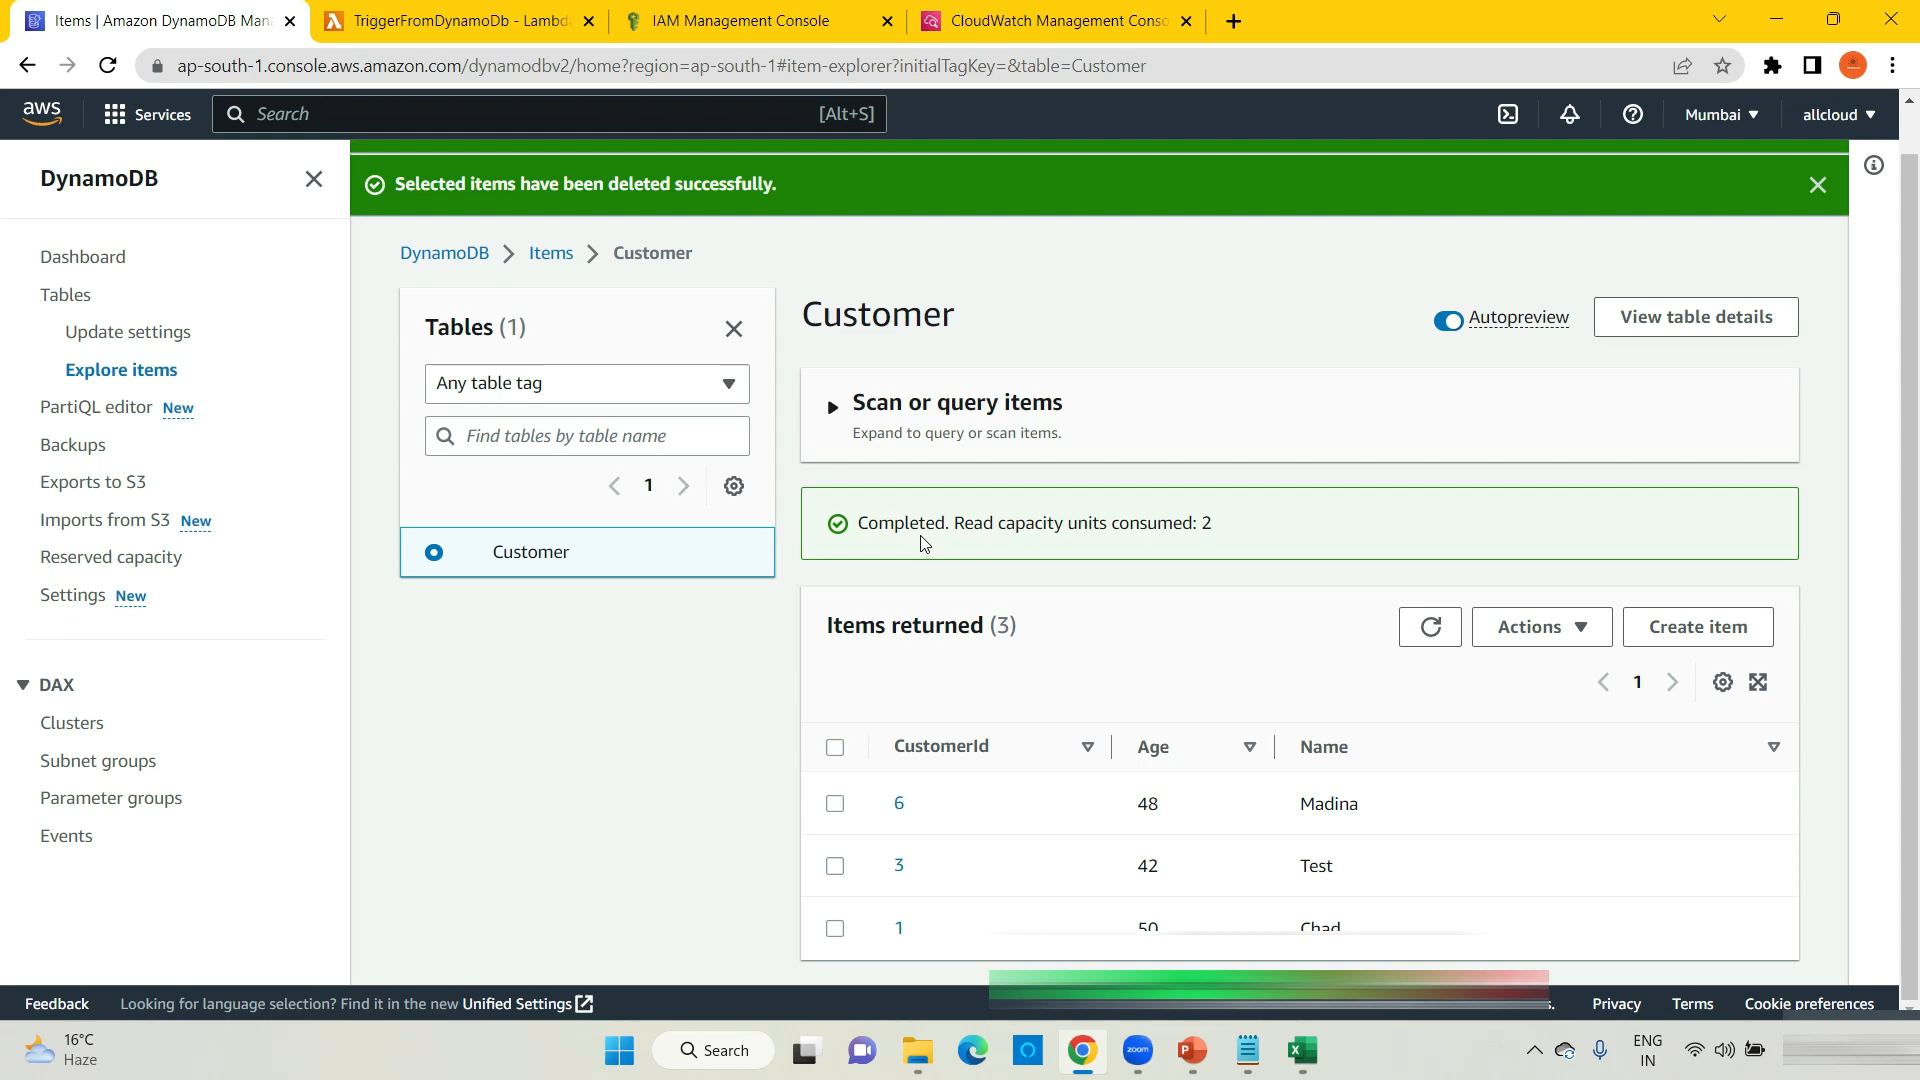 Items | Amazon DynamoDB Man
TriggerFromDynamoDb - Lambd
IAM Management Console
CloudWatch Management Conso
ap-south-1.console.aws.amazon.com/dynamodbv2/home?region=ap-south-1#item-explorer?initialTagKey=&table=Customer
aws
Services
Search
[Alt+S]
Mumbai
allcloud
DynamoDB
Dashboard
Tables
Update settings
Explore items
PartiQL editor New
Backups
Exports to S3
Imports from S3 New
Reserved capacity
Settings New
DAX
Clusters
Subnet groups
Parameter groups
Events
Selected items have been deleted successfully.
DynamoDB > Items > Customer
Tables (1)
Any table tag
Find tables by table name
1
Customer
Customer
Autopreview
View table details
Scan or query items
Expand to query or scan items.
Completed. Read capacity units consumed: 2
Items returned (3)
Actions
Create item
1
CustomerId Age Name
6 48 Madina
3 42 Test
1 50 Chad
Feedback Looking for language selection? Find it in the new Unified Settings
Privacy Terms Cookie preferences
16°C
Haze
Search
zoom
ENG
IN